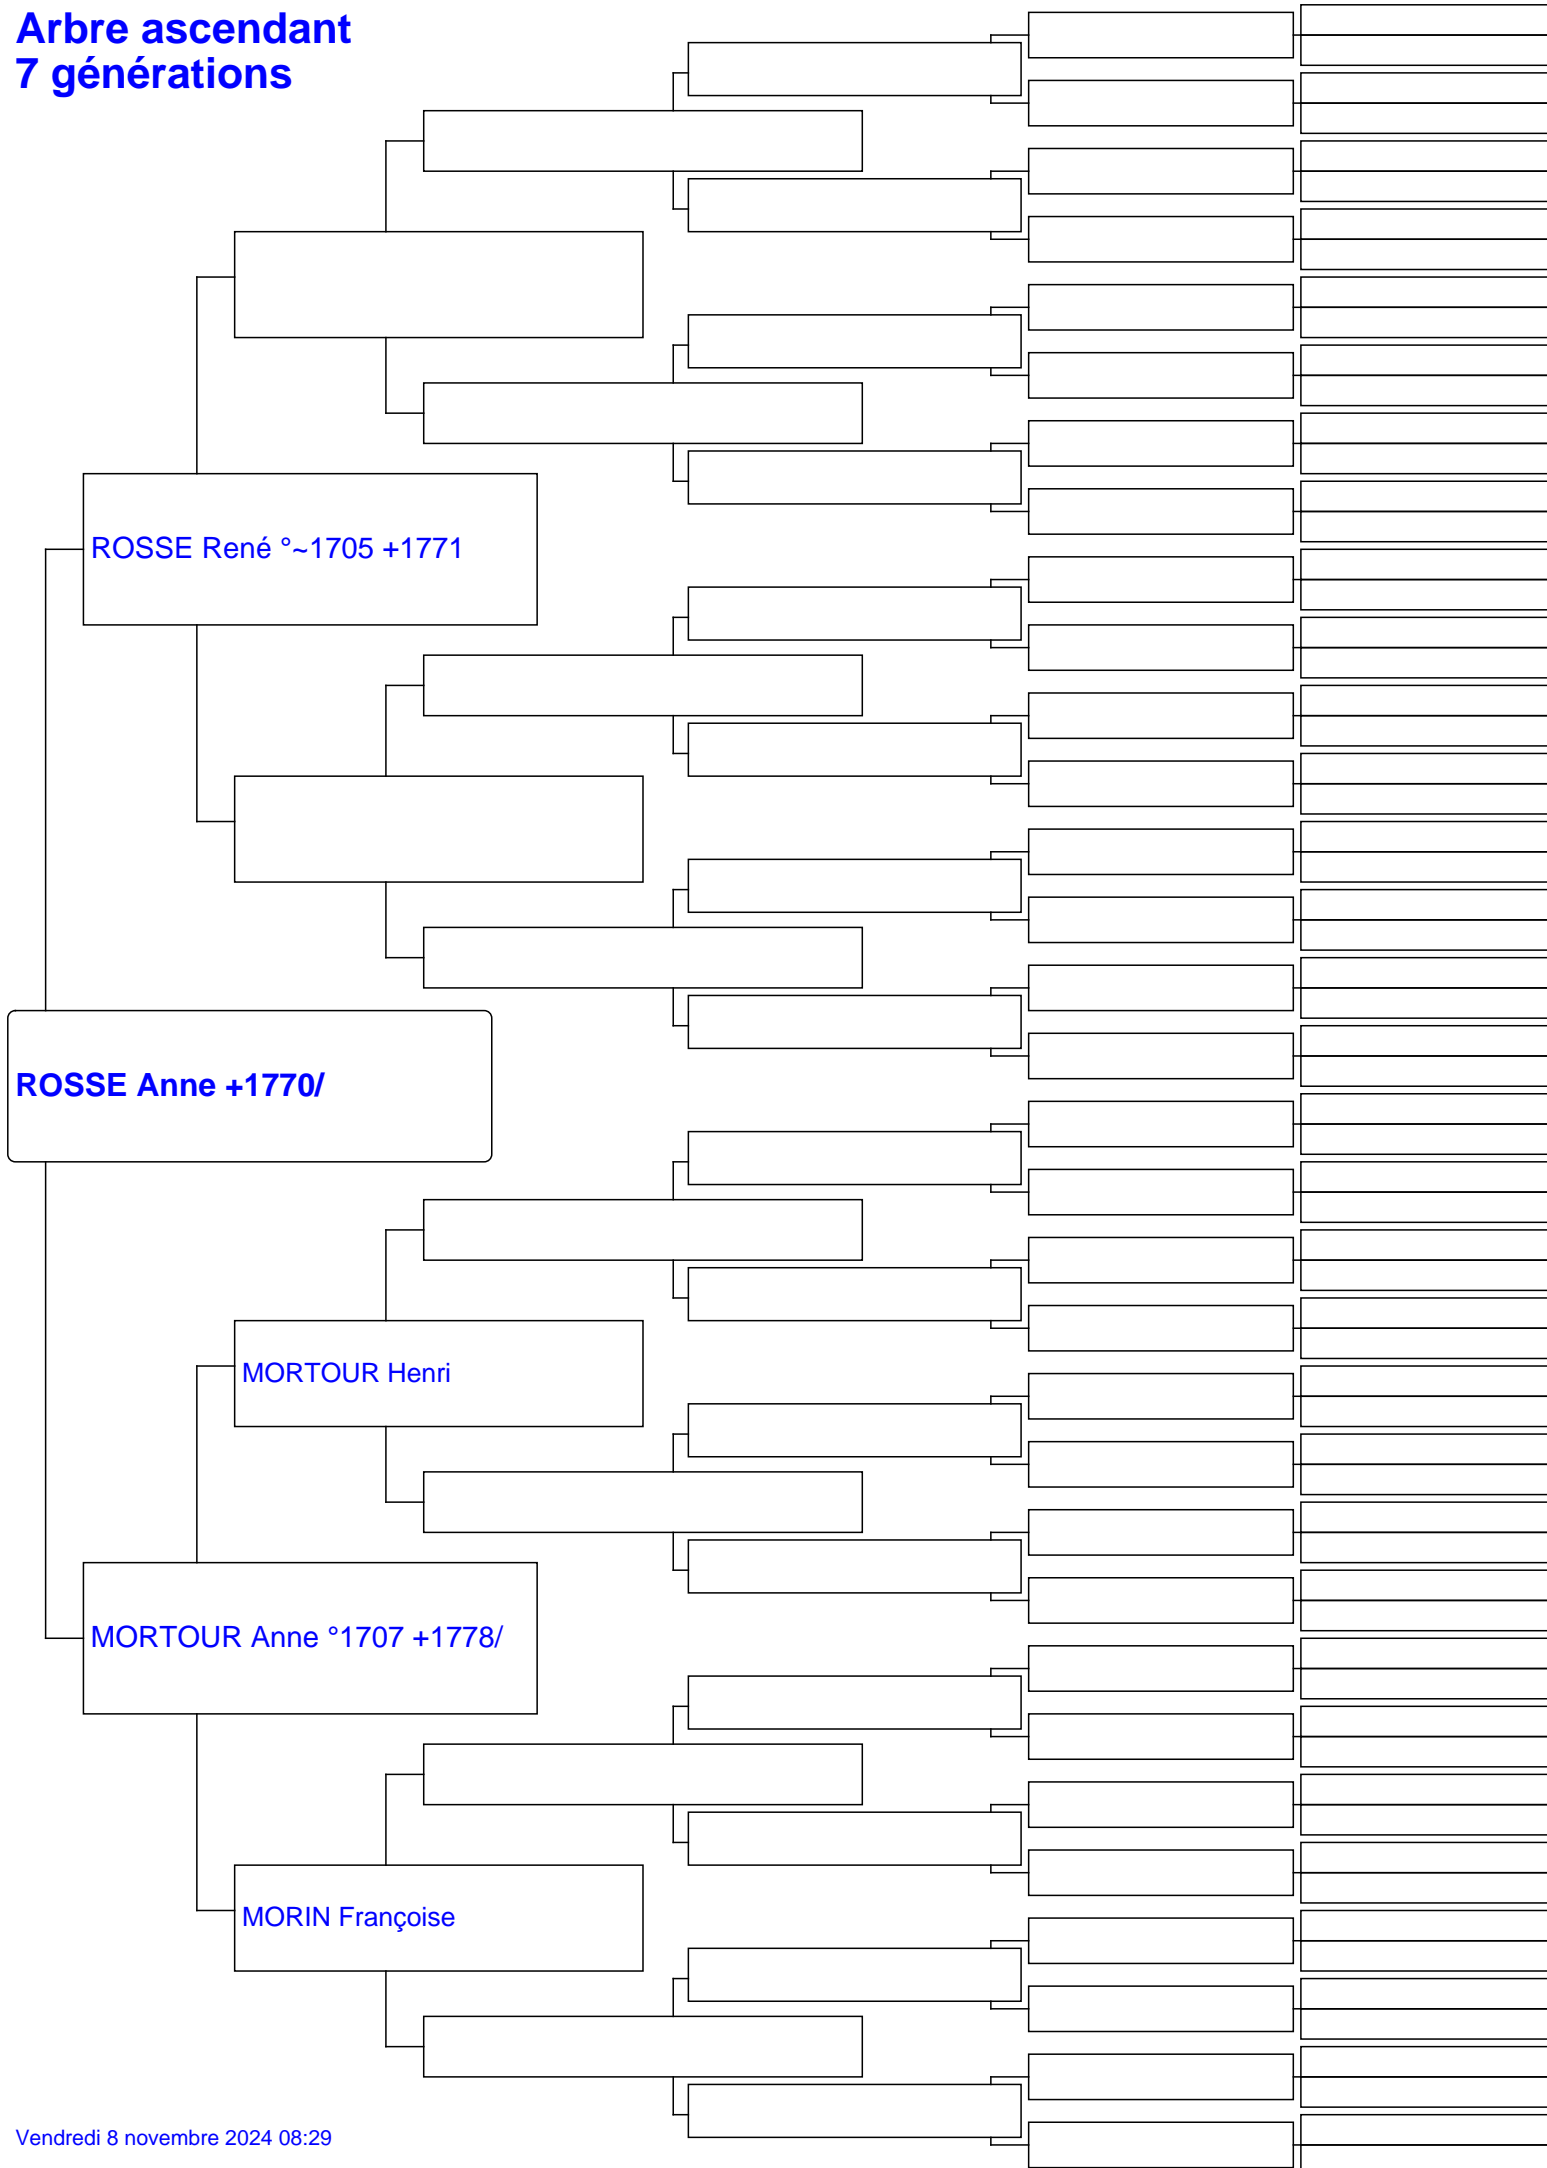 Arbre ascendant
7 générations
ROSSE René °~1705 +1771
ROSSE Anne +1770/
MORTOUR Henri
MORTOUR Anne °1707 +1778/
MORIN Françoise
Vendredi 8 novembre 2024 08:29